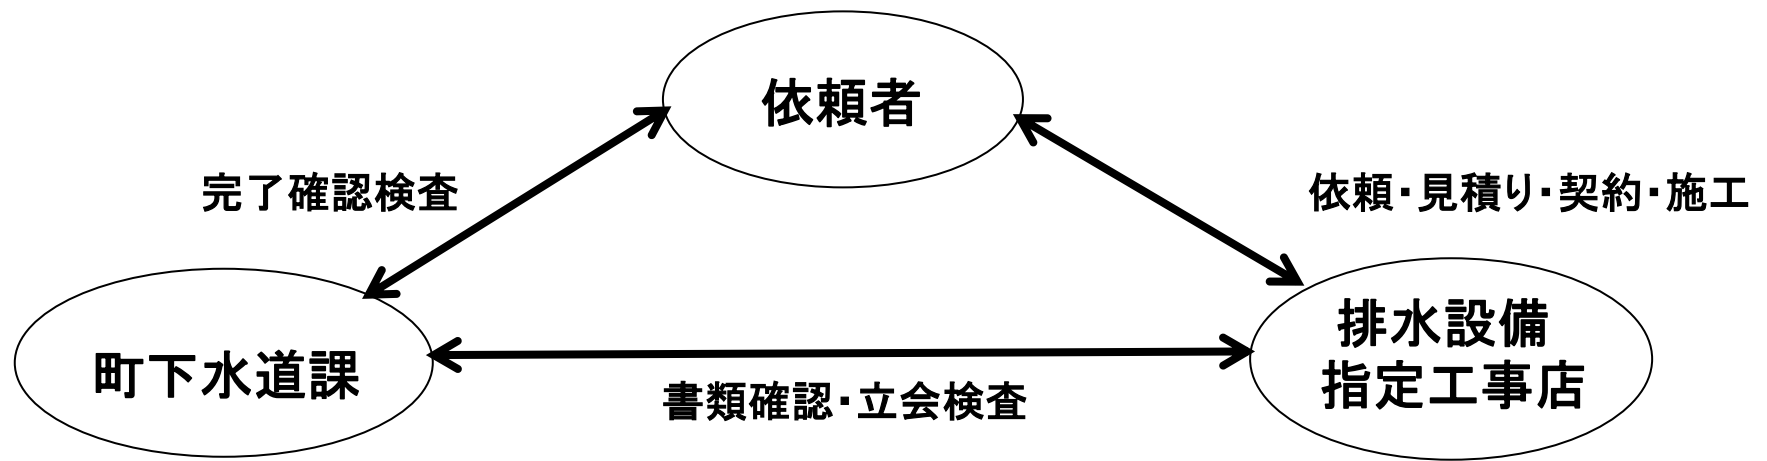 依頼者
完了確認検査
依頼・見積り・契約・施工
町下水道課
排水設備
指定工事店
書類確認・立会検査